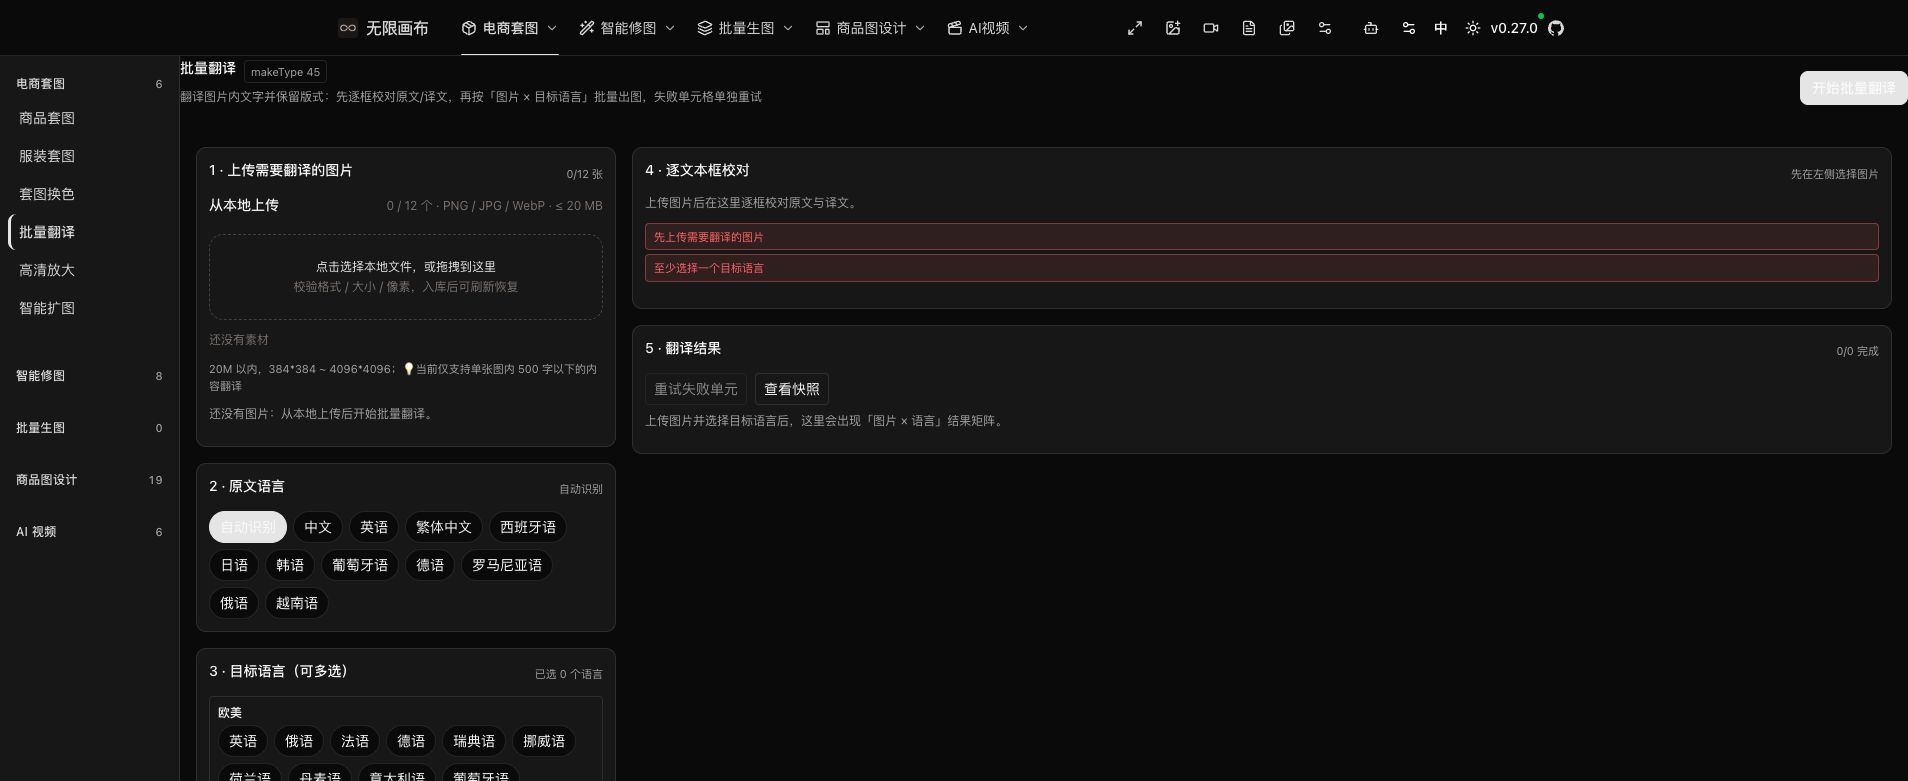 无限画布 电商套图 智能修图 批量生图 商品图设计 AI视频 中 v0.27.0
电商套图 6
商品套图
服装套图
套图换色
批量翻译
高清放大
智能扩图
智能修图 8
批量生图 0
商品图设计 19
AI 视频 6
批量翻译 makeType 45
翻译图片内文字并保留版式：先逐框校对原文/译文，再按「图片 × 目标语言」批量出图，失败单元格单独重试
开始批量翻译
1 · 上传需要翻译的图片 0/12 张
从本地上传 0 / 12 个 · PNG / JPG / WebP · ≤ 20 MB
点击选择本地文件，或拖拽到这里
校验格式 / 大小 / 像素，入库后可刷新恢复
还没有素材
20M 以内，384*384 ~ 4096*4096；💡当前仅支持单张图内 500 字以下的内
容翻译
还没有图片：从本地上传后开始批量翻译。
2 · 原文语言 自动识别
自动识别 中文 英语 繁体中文 西班牙语
日语 韩语 葡萄牙语 德语 罗马尼亚语
俄语 越南语
3 · 目标语言（可多选） 已选 0 个语言
欧美
英语 俄语 法语 德语 瑞典语 挪威语
荷兰语 丹麦语 意大利语 葡萄牙语
4 · 逐文本框校对 先在左侧选择图片
上传图片后在这里逐框校对原文与译文。
先上传需要翻译的图片
至少选择一个目标语言
5 · 翻译结果 0/0 完成
重试失败单元 查看快照
上传图片并选择目标语言后，这里会出现「图片 × 语言」结果矩阵。